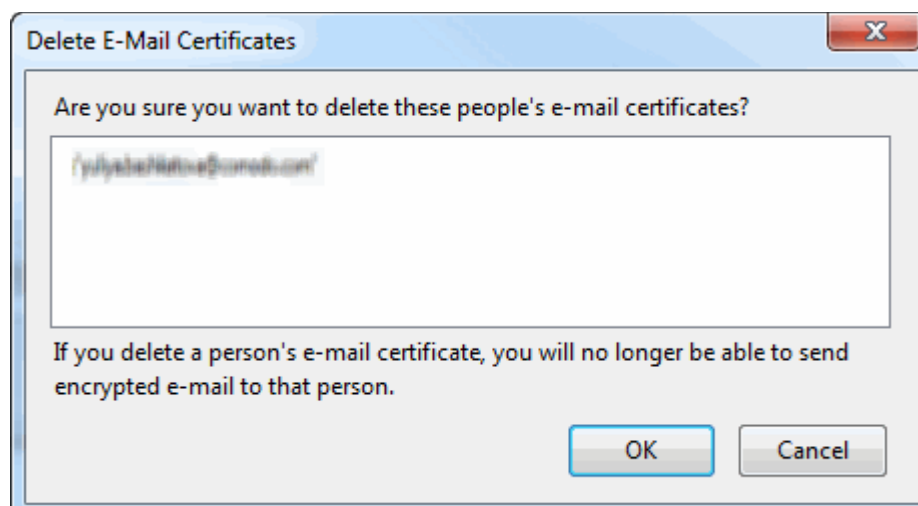 Delete E-Mail Certificates
Are you sure you want to delete these people's e-mail certificates?
If you delete a person's e-mail certificate, you will no longer be able to send
encrypted e-mail to that person.
OK
Cancel